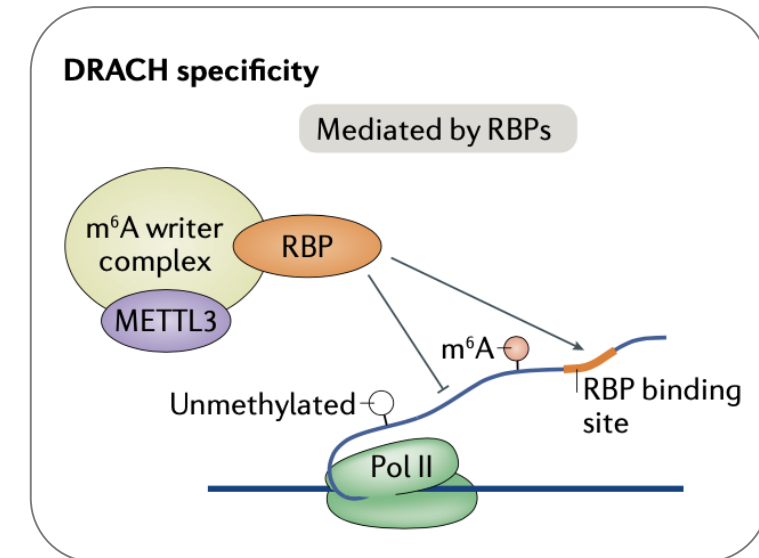 DRACH specificity
Mediated by RBPs
m⁶A writer
complex
RBP
METTL3
m⁶A
Unmethylated
RBP binding
site
Pol II